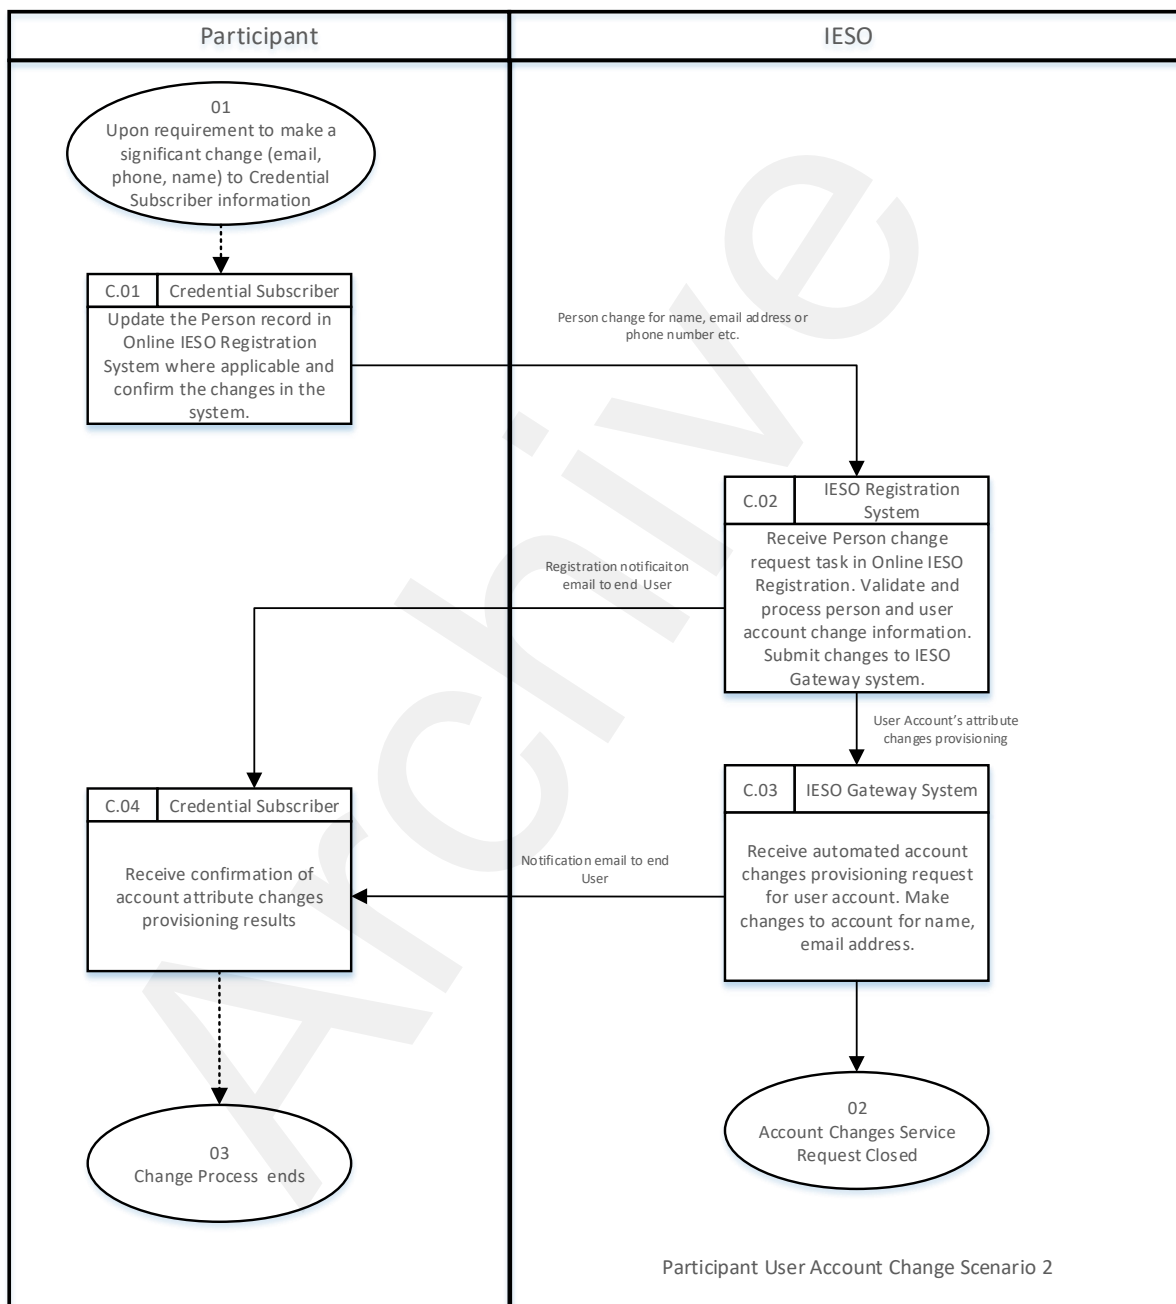 Participant
IESO
01
Upon requirement to make a
significant change (email,
phone, name) to Credential
Subscriber information
C.01
Credential Subscriber
Update the Person record in
Online IESO Registration
System where applicable and
confirm the changes in the
system.
Person change for name, email address or
phone number etc.
C.02
IESO Registration
System
Receive Person change
request task in Online IESO
Registration. Validate and
process person and user
account change information.
Submit changes to IESO
Gateway system.
Registration notificaiton
email to end User
User Account's attribute
changes provisioning
C.03
IESO Gateway System
Receive automated account
changes provisioning request
for user account. Make
changes to account for name,
email address.
C.04
Credential Subscriber
Receive confirmation of
account attribute changes
provisioning results
Notification email to end
User
02
Account Changes Service
Request Closed
03
Change Process ends
Participant User Account Change Scenario 2
Archive